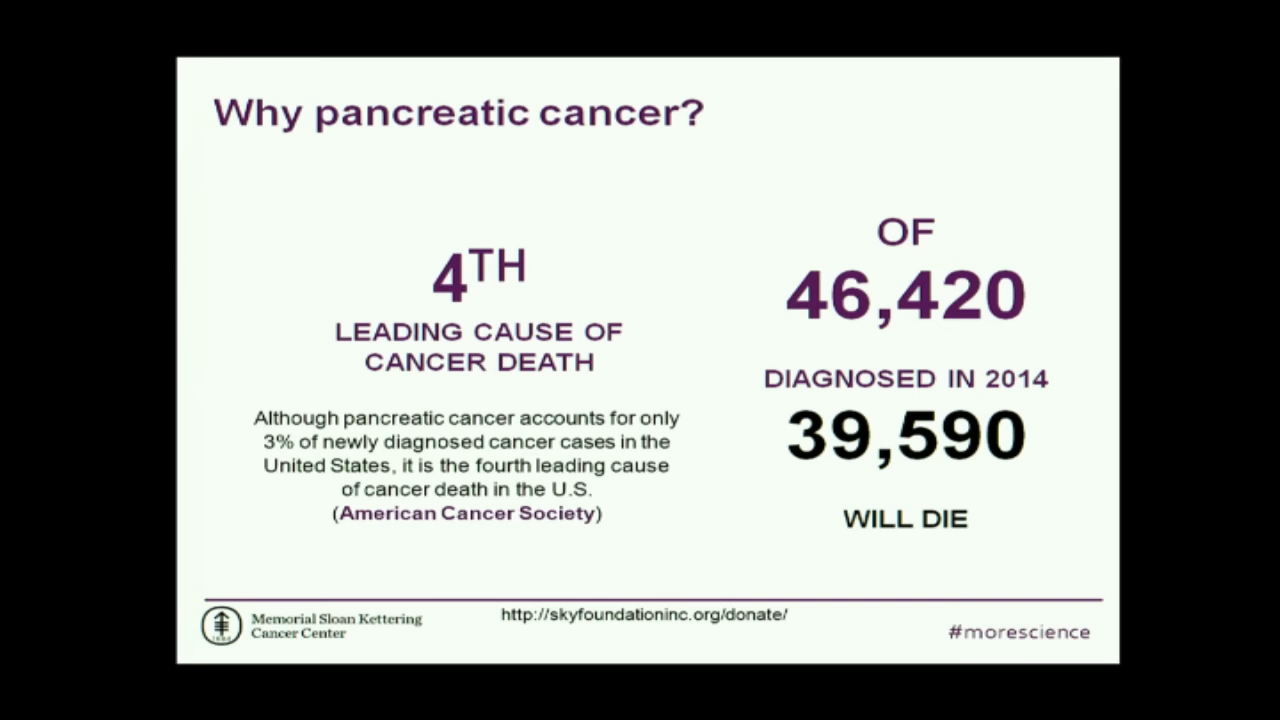 Why pancreatic cancer?
4TH
LEADING CAUSE OF
CANCER DEATH
Although pancreatic cancer accounts for only
3% of newly diagnosed cancer cases in the
United States, it is the fourth leading cause
of cancer death in the U.S.
(American Cancer Society)
OF
46,420
DIAGNOSED IN 2014
39,590
WILL DIE
Memorial Sloan Kettering
Cancer Center
http://skyfoundationinc.org/donate/
#morescience